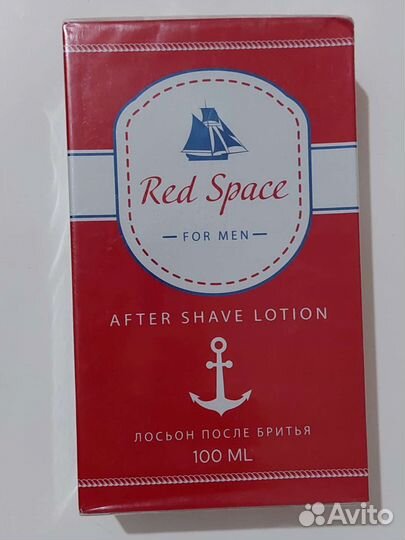 Red Space
— FOR MEN —
AFTER SHAVE LOTION
ЛОСЬОН ПОСЛЕ БРИТЬЯ
100 ML
Avito